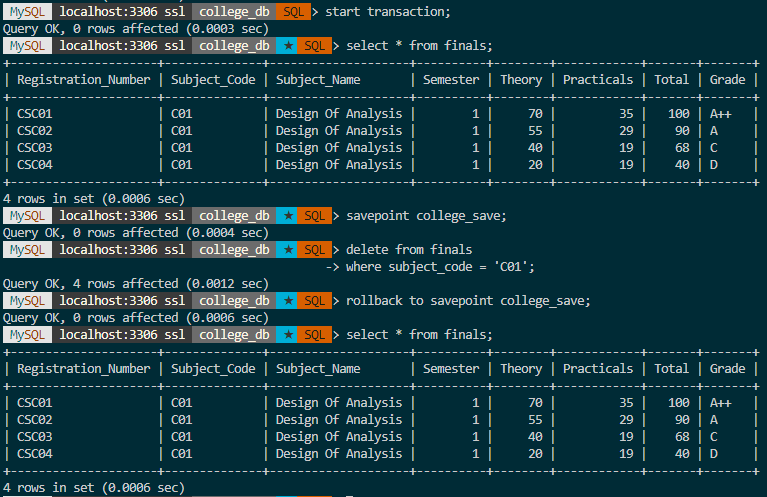 MySQL localhost:3306 ssl college_db SQL > start transaction;
Query OK, 0 rows affected (0.0003 sec)
MySQL localhost:3306 ssl college_db ★ SQL > select * from finals;
+---------------------+--------------+--------------------+----------+--------+------------+-------+-------+
| Registration_Number | Subject_Code | Subject_Name       | Semester | Theory | Practicals | Total | Grade |
+---------------------+--------------+--------------------+----------+--------+------------+-------+-------+
| CSC01               | C01          | Design Of Analysis |        1 |     70 |         35 |   100 | A++   |
| CSC02               | C01          | Design Of Analysis |        1 |     55 |         29 |    90 | A     |
| CSC03               | C01          | Design Of Analysis |        1 |     40 |         19 |    68 | C     |
| CSC04               | C01          | Design Of Analysis |        1 |     20 |         19 |    40 | D     |
+---------------------+--------------+--------------------+----------+--------+------------+-------+-------+
4 rows in set (0.0006 sec)
MySQL localhost:3306 ssl college_db ★ SQL > savepoint college_save;
Query OK, 0 rows affected (0.0004 sec)
MySQL localhost:3306 ssl college_db ★ SQL > delete from finals
-> where subject_code = 'C01';
Query OK, 4 rows affected (0.0012 sec)
MySQL localhost:3306 ssl college_db ★ SQL > rollback to savepoint college_save;
Query OK, 0 rows affected (0.0006 sec)
MySQL localhost:3306 ssl college_db ★ SQL > select * from finals;
+---------------------+--------------+--------------------+----------+--------+------------+-------+-------+
| Registration_Number | Subject_Code | Subject_Name       | Semester | Theory | Practicals | Total | Grade |
+---------------------+--------------+--------------------+----------+--------+------------+-------+-------+
| CSC01               | C01          | Design Of Analysis |        1 |     70 |         35 |   100 | A++   |
| CSC02               | C01          | Design Of Analysis |        1 |     55 |         29 |    90 | A     |
| CSC03               | C01          | Design Of Analysis |        1 |     40 |         19 |    68 | C     |
| CSC04               | C01          | Design Of Analysis |        1 |     20 |         19 |    40 | D     |
+---------------------+--------------+--------------------+----------+--------+------------+-------+-------+
4 rows in set (0.0006 sec)